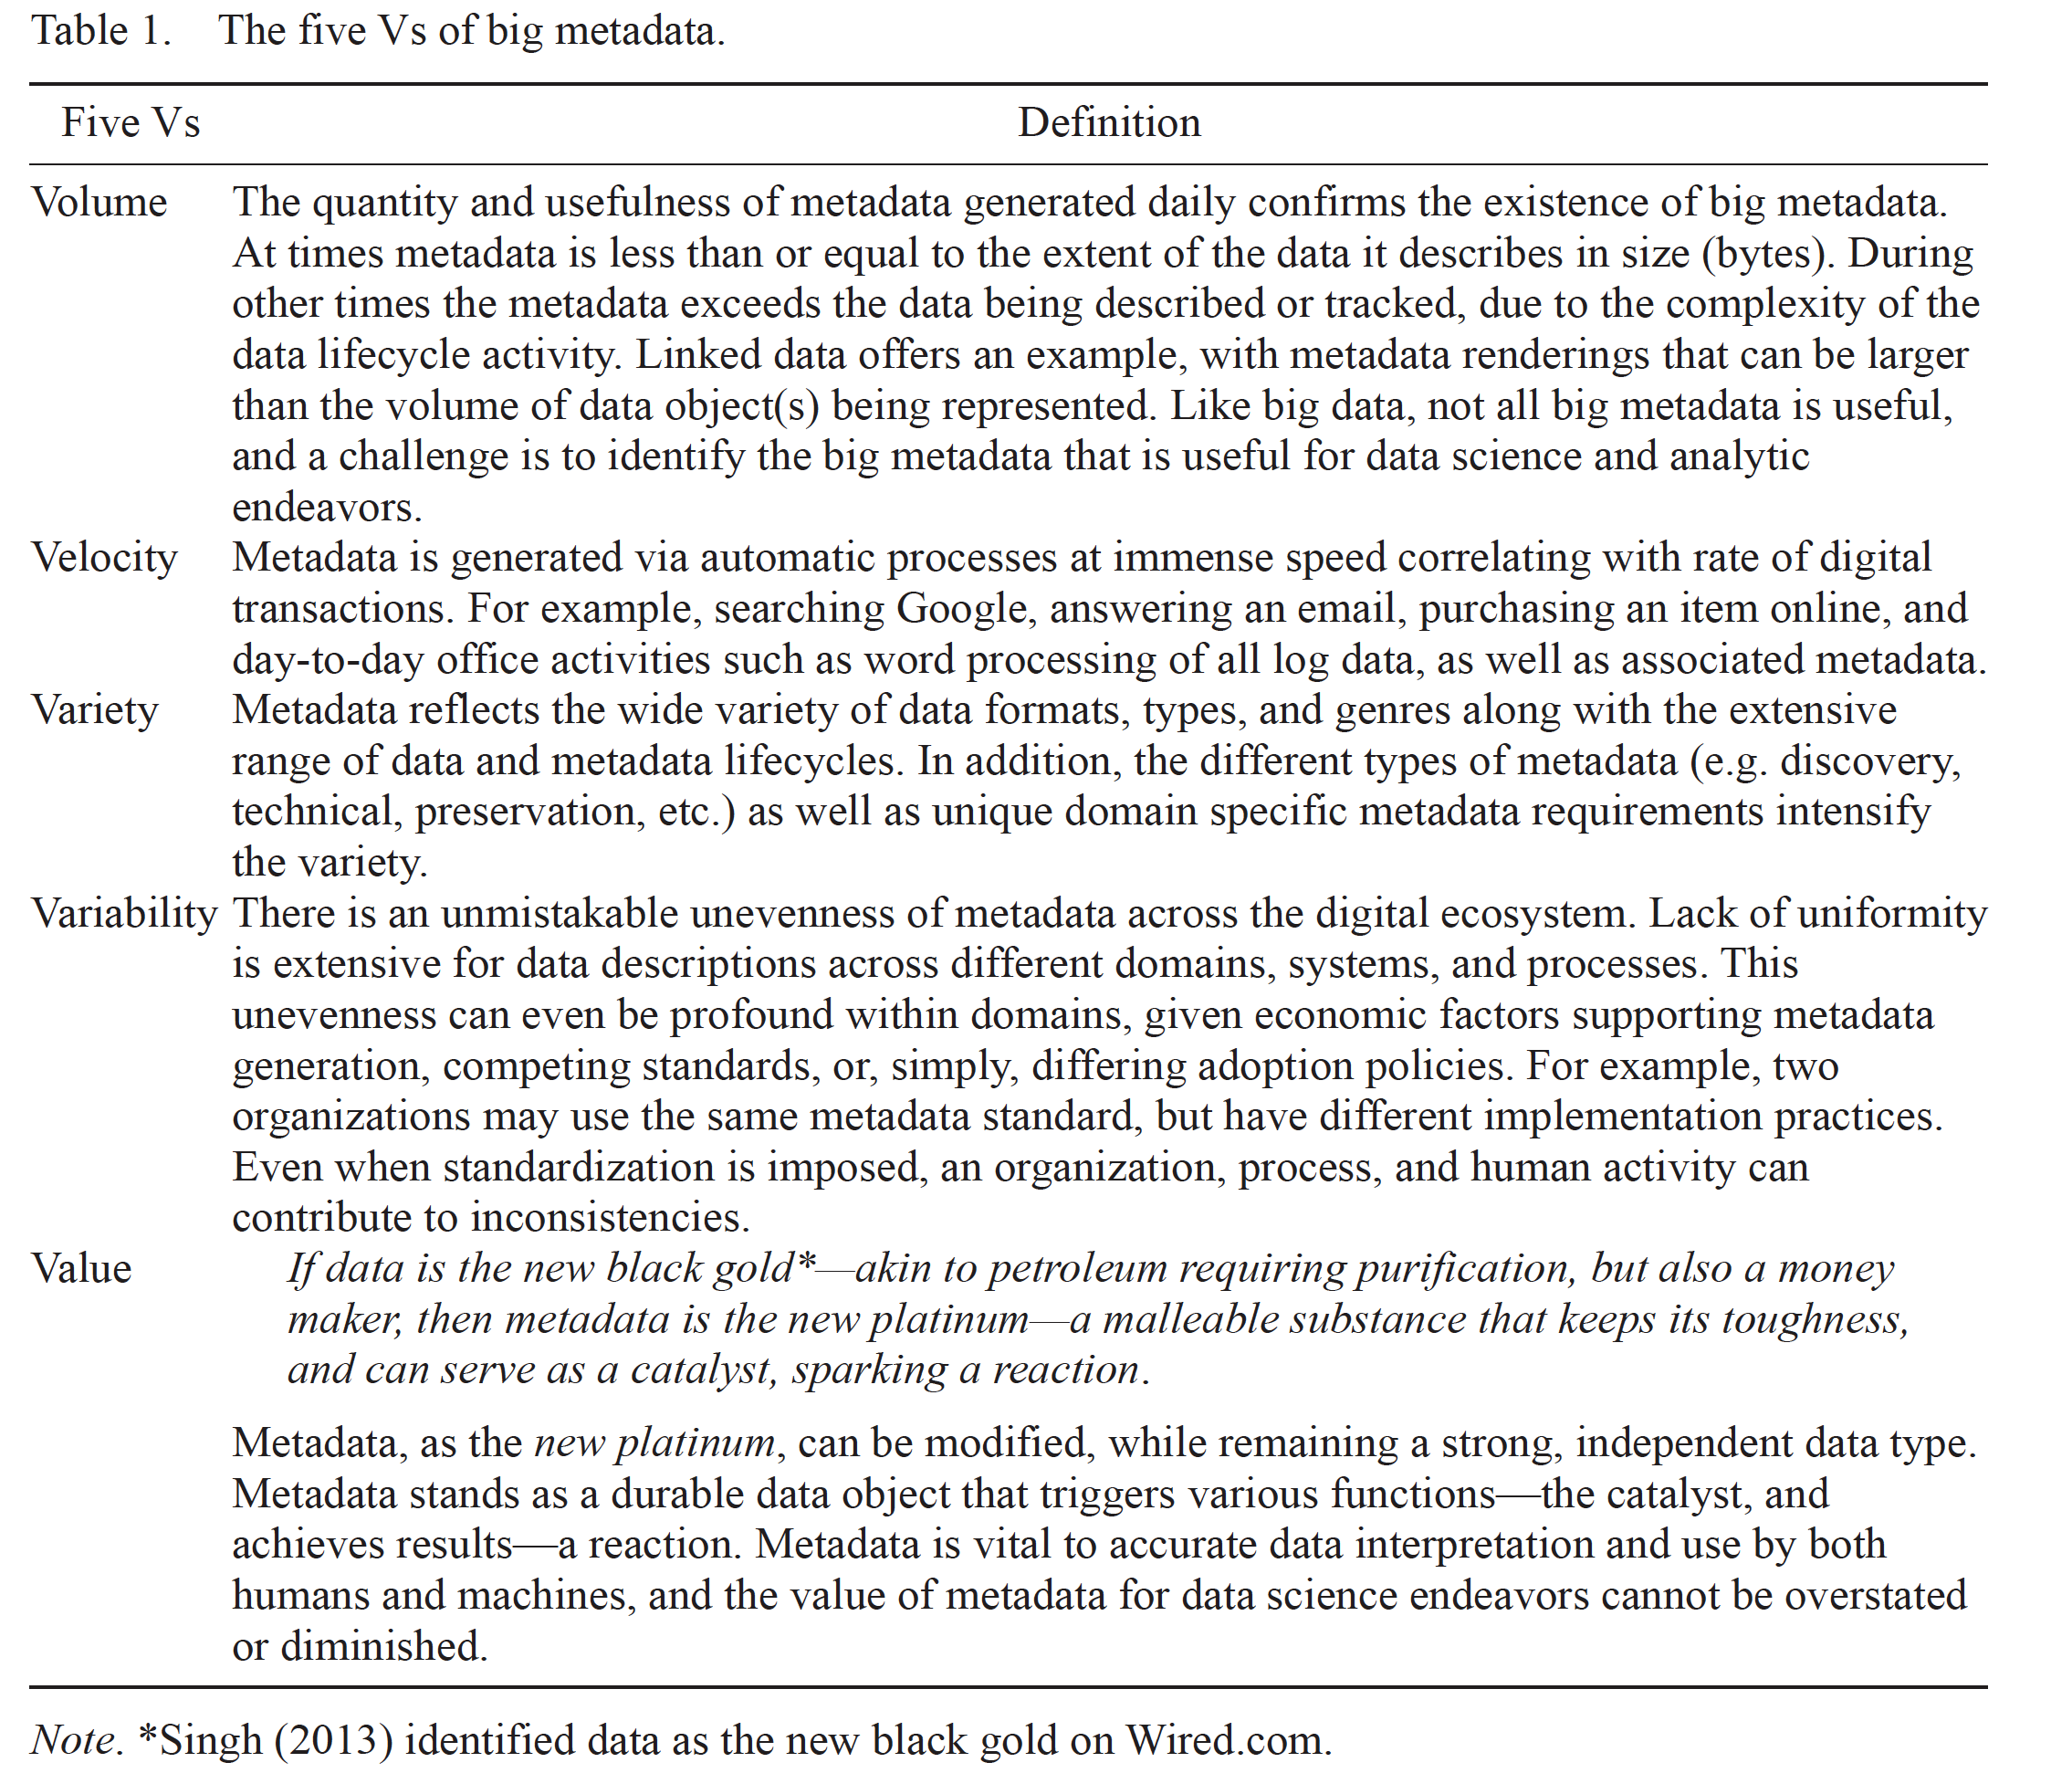 Table 1. The five Vs of big metadata.
Five Vs Definition
Volume The quantity and usefulness of metadata generated daily confirms the existence of big metadata.
At times metadata is less than or equal to the extent of the data it describes in size (bytes). During
other times the metadata exceeds the data being described or tracked, due to the complexity of the
data lifecycle activity. Linked data offers an example, with metadata renderings that can be larger
than the volume of data object(s) being represented. Like big data, not all big metadata is useful,
and a challenge is to identify the big metadata that is useful for data science and analytic
endeavors.
Velocity Metadata is generated via automatic processes at immense speed correlating with rate of digital
transactions. For example, searching Google, answering an email, purchasing an item online, and
day-to-day office activities such as word processing of all log data, as well as associated metadata.
Variety Metadata reflects the wide variety of data formats, types, and genres along with the extensive
range of data and metadata lifecycles. In addition, the different types of metadata (e.g. discovery,
technical, preservation, etc.) as well as unique domain specific metadata requirements intensify
the variety.
Variability There is an unmistakable unevenness of metadata across the digital ecosystem. Lack of uniformity
is extensive for data descriptions across different domains, systems, and processes. This
unevenness can even be profound within domains, given economic factors supporting metadata
generation, competing standards, or, simply, differing adoption policies. For example, two
organizations may use the same metadata standard, but have different implementation practices.
Even when standardization is imposed, an organization, process, and human activity can
contribute to inconsistencies.
Value If data is the new black gold*—akin to petroleum requiring purification, but also a money
maker, then metadata is the new platinum—a malleable substance that keeps its toughness,
and can serve as a catalyst, sparking a reaction.
Metadata, as the new platinum, can be modified, while remaining a strong, independent data type.
Metadata stands as a durable data object that triggers various functions—the catalyst, and
achieves results—a reaction. Metadata is vital to accurate data interpretation and use by both
humans and machines, and the value of metadata for data science endeavors cannot be overstated
or diminished.
Note. *Singh (2013) identified data as the new black gold on Wired.com.